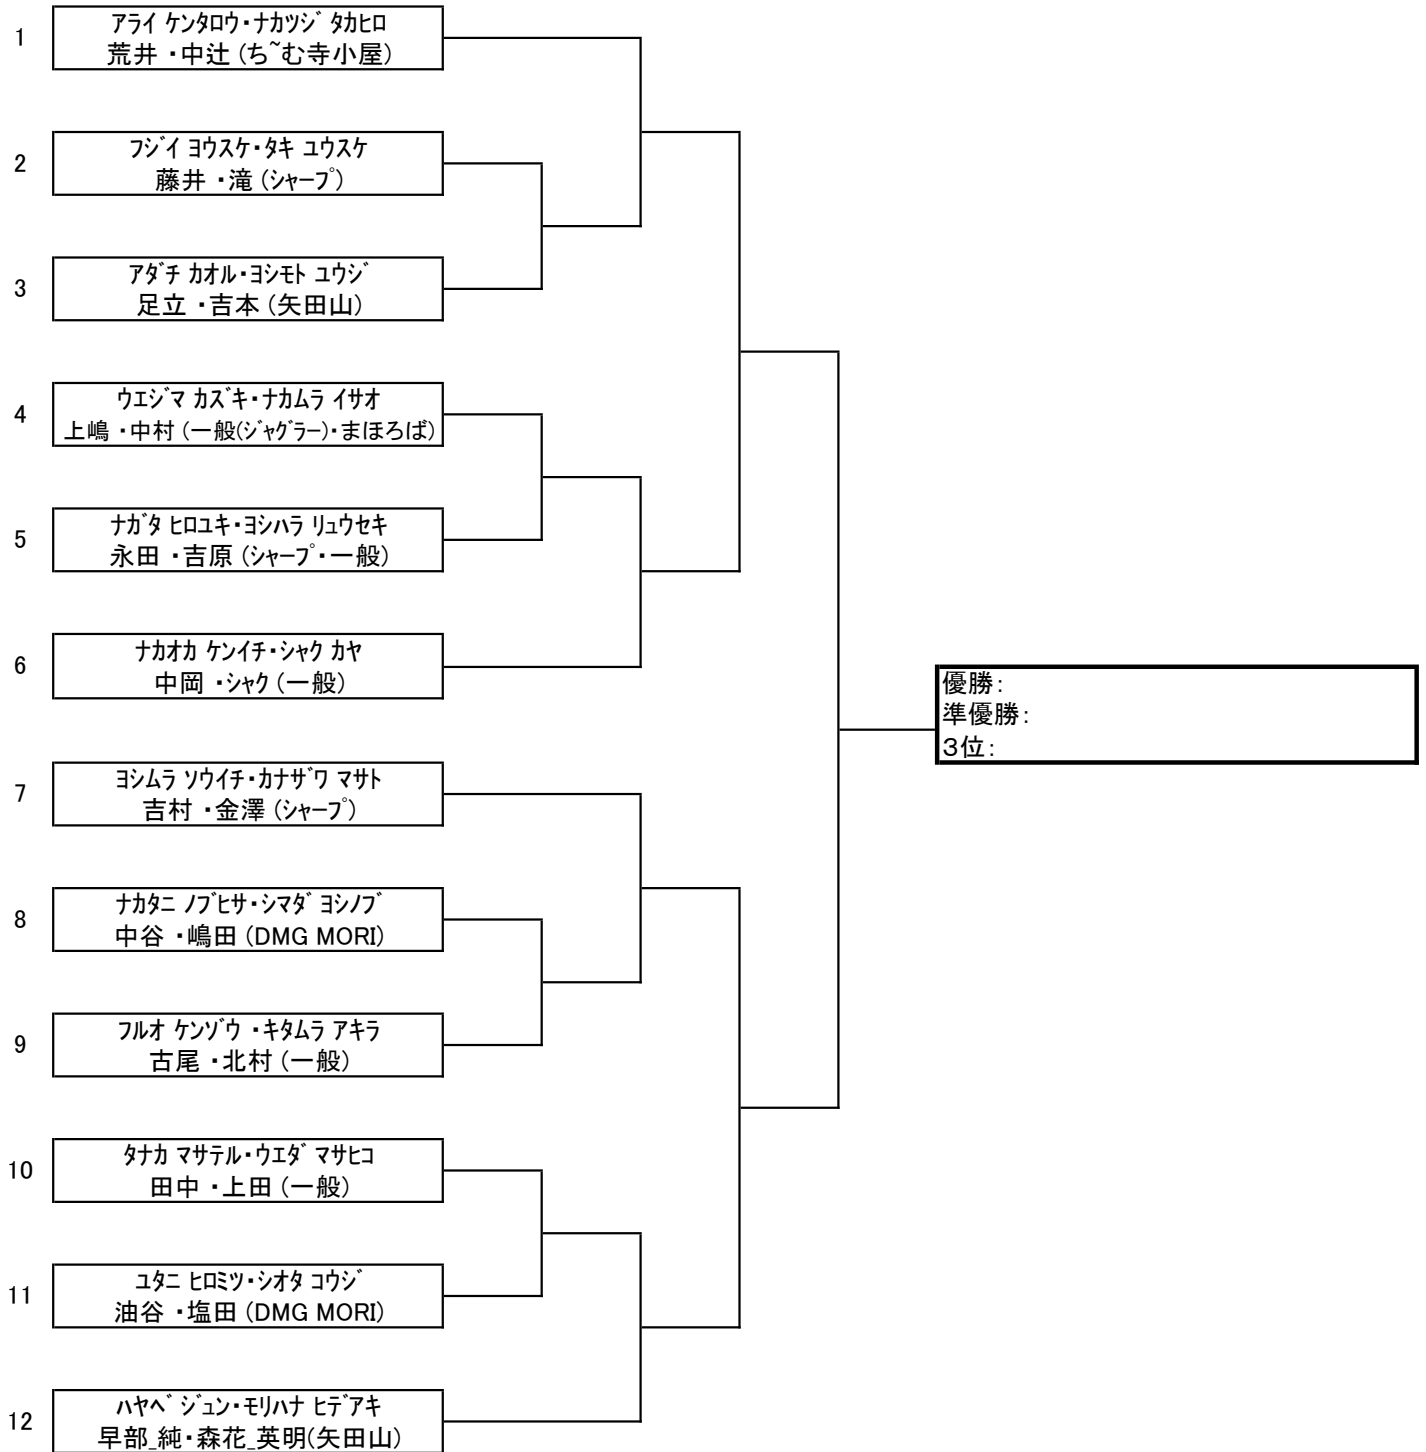 1
ｱﾗｲ ｹﾝﾀﾛｳ・ﾅｶﾂｼﾞ ﾀｶﾋﾛ
荒井 ・中辻 (ち~む寺小屋)
2
ﾌｼﾞｲ ﾖｳｽｹ・ﾀｷ ﾕｳｽｹ
藤井 ・滝 (ｼｬｰﾌﾟ)
3
ｱﾀﾞﾁ ｶｵﾙ・ﾖｼﾓﾄ ﾕｳｼﾞ
足立 ・吉本 (矢田山)
4
ｳｴｼﾞﾏ ｶｽﾞｷ・ﾅｶﾑﾗ ｲｻｵ
上嶋 ・中村 (一般(ｼﾞｬｸﾞﾗｰ)・まほろば)
5
ﾅｶﾞﾀ ﾋﾛﾕｷ・ﾖｼﾊﾗ ﾘｭｳｾｷ
永田 ・吉原 (ｼｬｰﾌﾟ・一般)
6
ﾅｶｵｶ ｹﾝｲﾁ・ｼｬｸ ｶﾔ
中岡 ・ｼｬｸ (一般)
優勝：
準優勝：
３位：
7
ﾖｼﾑﾗ ｿｳｲﾁ・ｶﾅｻﾞﾜ ﾏｻﾄ
吉村 ・金澤 (ｼｬｰﾌﾟ)
8
ﾅｶﾀﾆ ﾉﾌﾞﾋｻ・ｼﾏﾀﾞ ﾖｼﾉﾌﾞ
中谷 ・嶋田 (DMG MORI)
9
ﾌﾙｵ ｹﾝｿﾞｳ ・ｷﾀﾑﾗ ｱｷﾗ
古尾 ・北村 (一般)
10
ﾀﾅｶ ﾏｻﾃﾙ・ｳｴﾀﾞ ﾏｻﾋｺ
田中 ・上田 (一般)
11
ﾕﾀﾆ ﾋﾛﾐﾂ・ｼｵﾀ ｺｳｼﾞ
油谷 ・塩田 (DMG MORI)
12
ﾊﾔﾍﾞ ｼﾞｭﾝ・ﾓﾘﾊﾅ ﾋﾃﾞｱｷ
早部_純・森花_英明(矢田山)